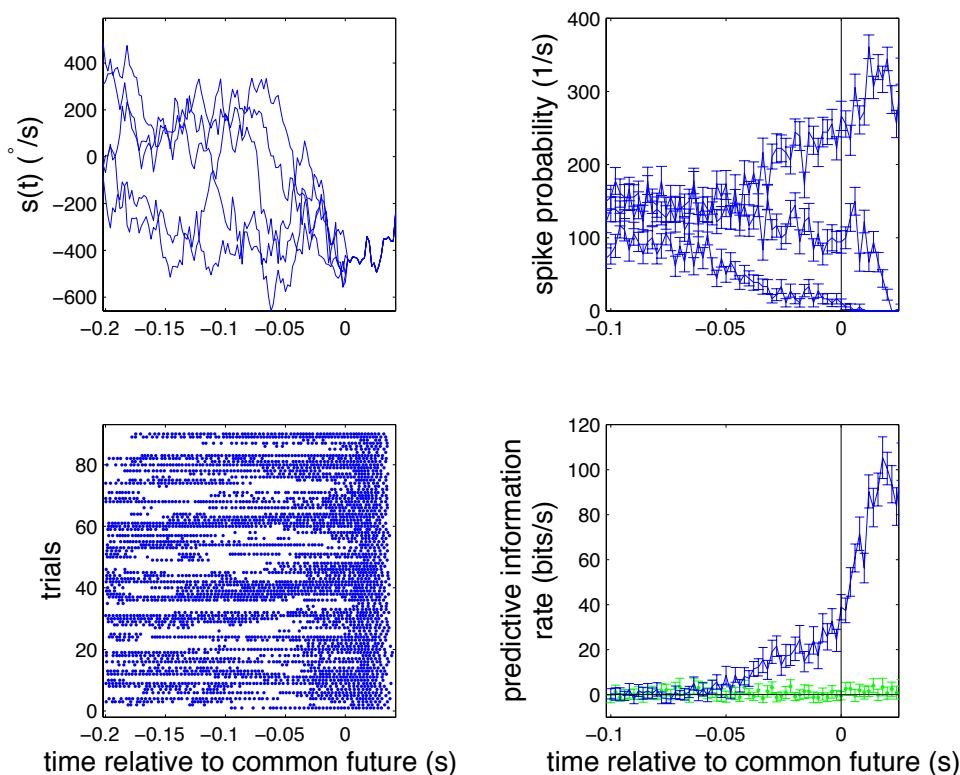 s(t) (°/s)
400
200
0
−200
−400
−600
−0.2 −0.15 −0.1 −0.05 0
spike probability (1/s)
400
300
200
100
0
−0.1 −0.05 0
trials
80
60
40
20
0
−0.2 −0.15 −0.1 −0.05 0
time relative to common future (s)
predictive information
rate (bits/s)
120
100
80
60
40
20
0
−0.1 −0.05 0
time relative to common future (s)